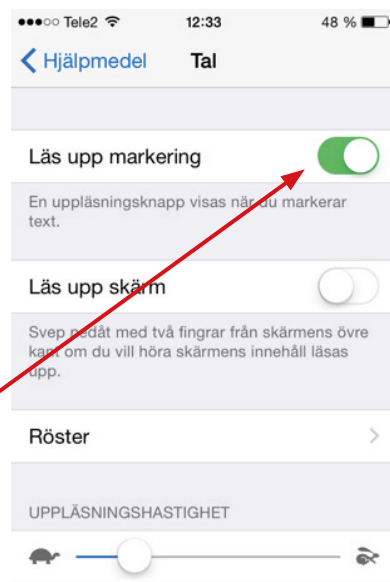 Tele2 12:33 48 %
Hjälpmedel Tal
Läs upp markering
En uppläsningsknapp visas när du markerar
text.
Läs upp skärm
Svep nedåt med två fingrar från skärmens övre
kant om du vill höra skärmens innehåll läsas
upp.
Röster
UPPLÄSNINGSHASTIGHET